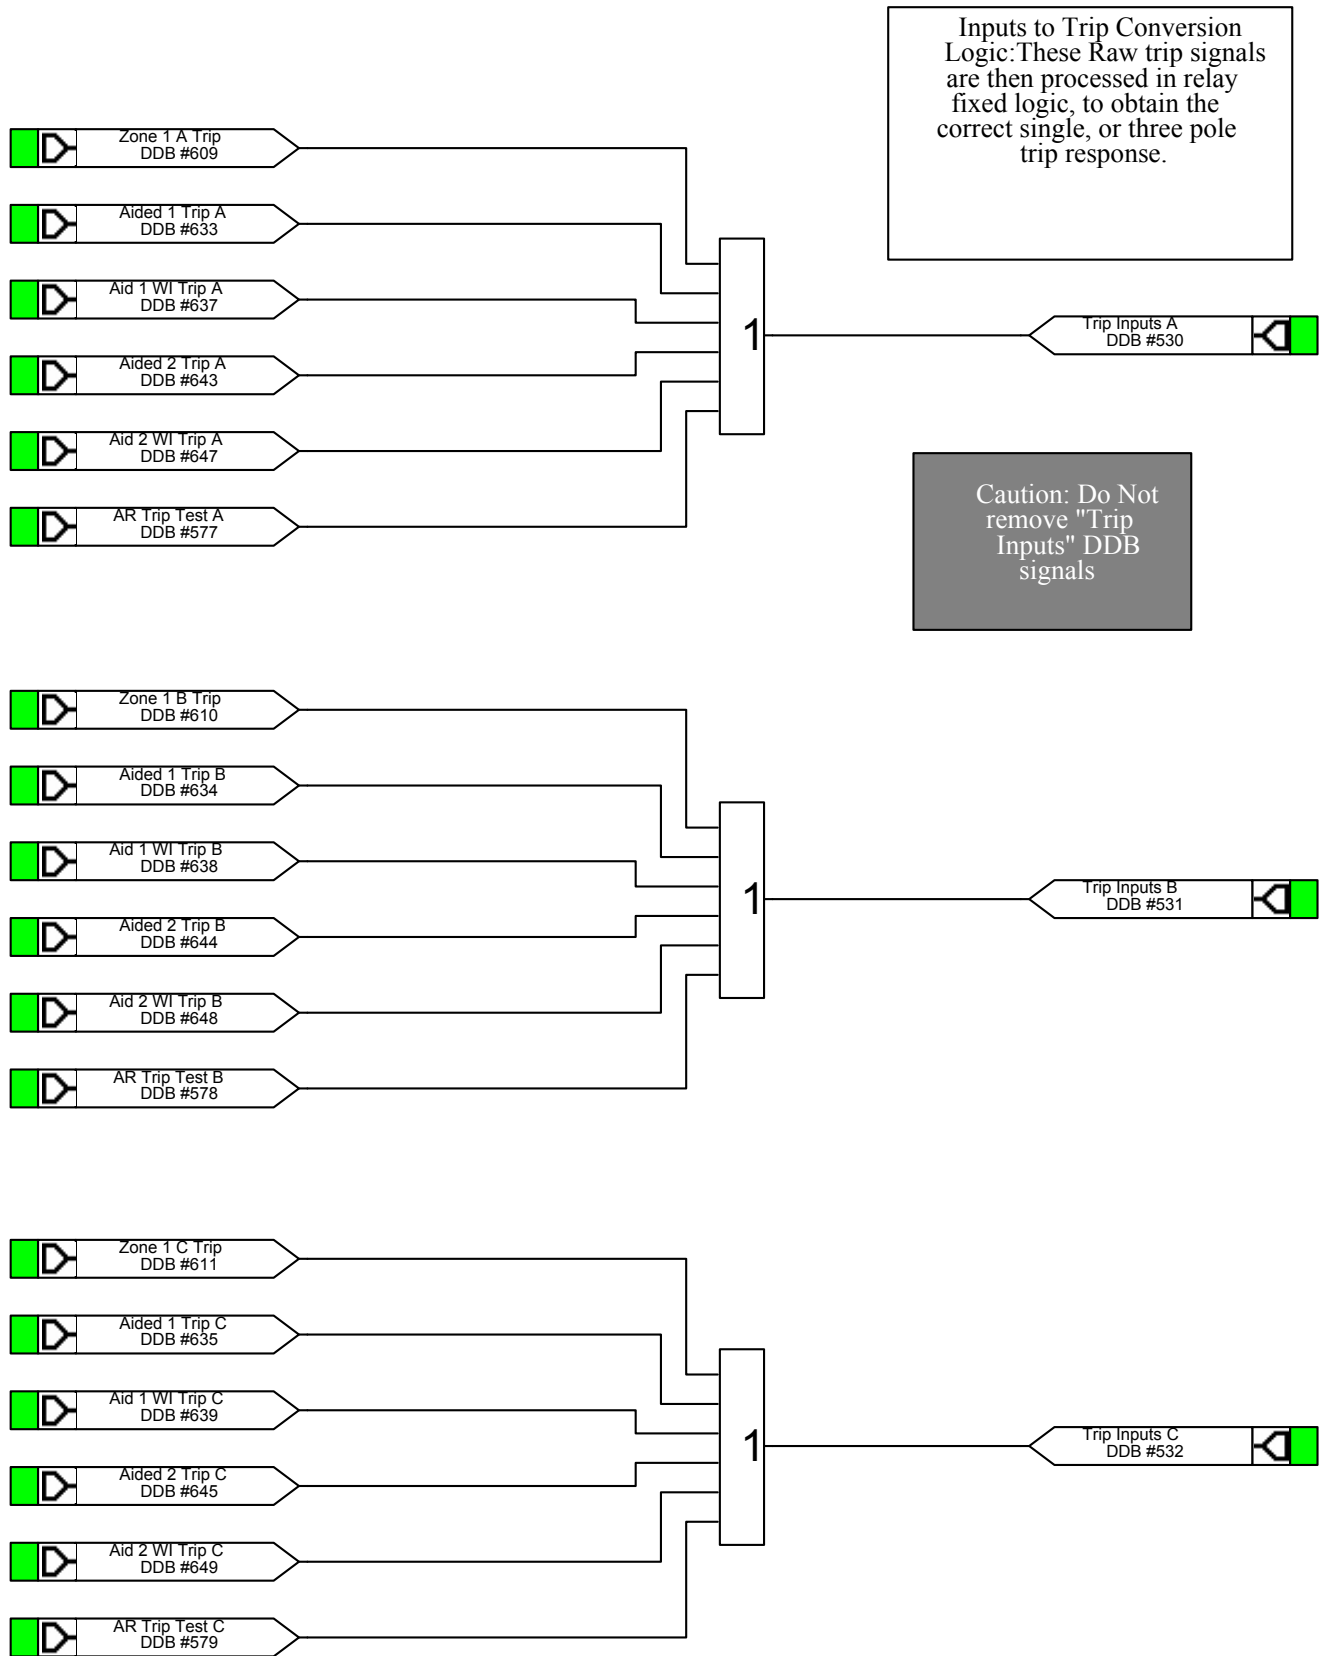 Inputs to Trip Conversion
Logic:These Raw trip signals
are then processed in relay
fixed logic, to obtain the
correct single, or three pole
trip response.
Zone 1 A Trip
DDB #609
Aided 1 Trip A
DDB #633
Aid 1 WI Trip A
DDB #637
Aided 2 Trip A
DDB #643
Aid 2 WI Trip A
DDB #647
AR Trip Test A
DDB #577
1
Trip Inputs A
DDB #530
Caution: Do Not
remove "Trip
Inputs" DDB
signals
Zone 1 B Trip
DDB #610
Aided 1 Trip B
DDB #634
Aid 1 WI Trip B
DDB #638
Aided 2 Trip B
DDB #644
Aid 2 WI Trip B
DDB #648
AR Trip Test B
DDB #578
1
Trip Inputs B
DDB #531
Zone 1 C Trip
DDB #611
Aided 1 Trip C
DDB #635
Aid 1 WI Trip C
DDB #639
Aided 2 Trip C
DDB #645
Aid 2 WI Trip C
DDB #649
AR Trip Test C
DDB #579
1
Trip Inputs C
DDB #532